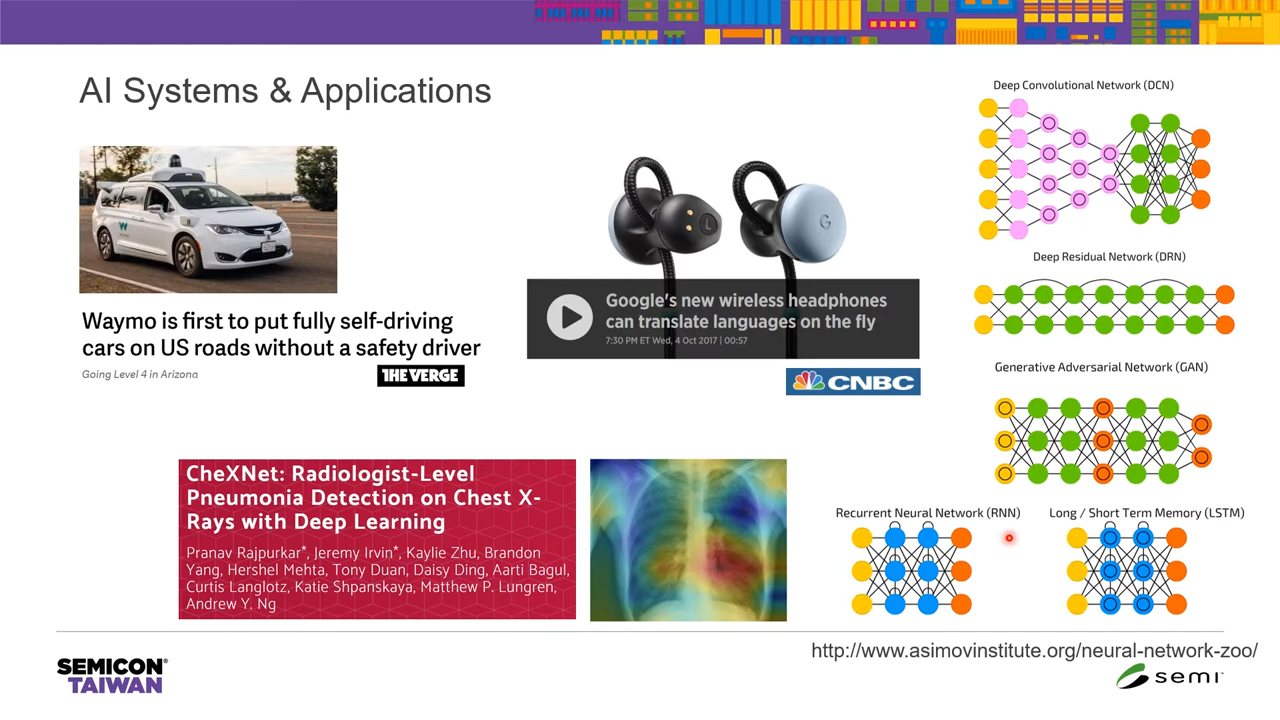 AI Systems & Applications
Waymo is first to put fully self-driving
cars on US roads without a safety driver
Going Level 4 in Arizona
THE VERGE
L
G
Google's new wireless headphones
can translate languages on the fly
7:30 PM ET Wed, 4 Oct 2017 | 00:57
CNBC
CheXNet: Radiologist-Level
Pneumonia Detection on Chest X-
Rays with Deep Learning
Pranav Rajpurkar*, Jeremy Irvin*, Kaylie Zhu, Brandon
Yang, Hershel Mehta, Tony Duan, Daisy Ding, Aarti Bagul,
Curtis Langlotz, Katie Shpanskaya, Matthew P. Lungren,
Andrew Y. Ng
Deep Convolutional Network (DCN)
Deep Residual Network (DRN)
Generative Adversarial Network (GAN)
Recurrent Neural Network (RNN)
Long / Short Term Memory (LSTM)
http://www.asimovinstitute.org/neural-network-zoo/
SEMICON®
TAIWAN
semi